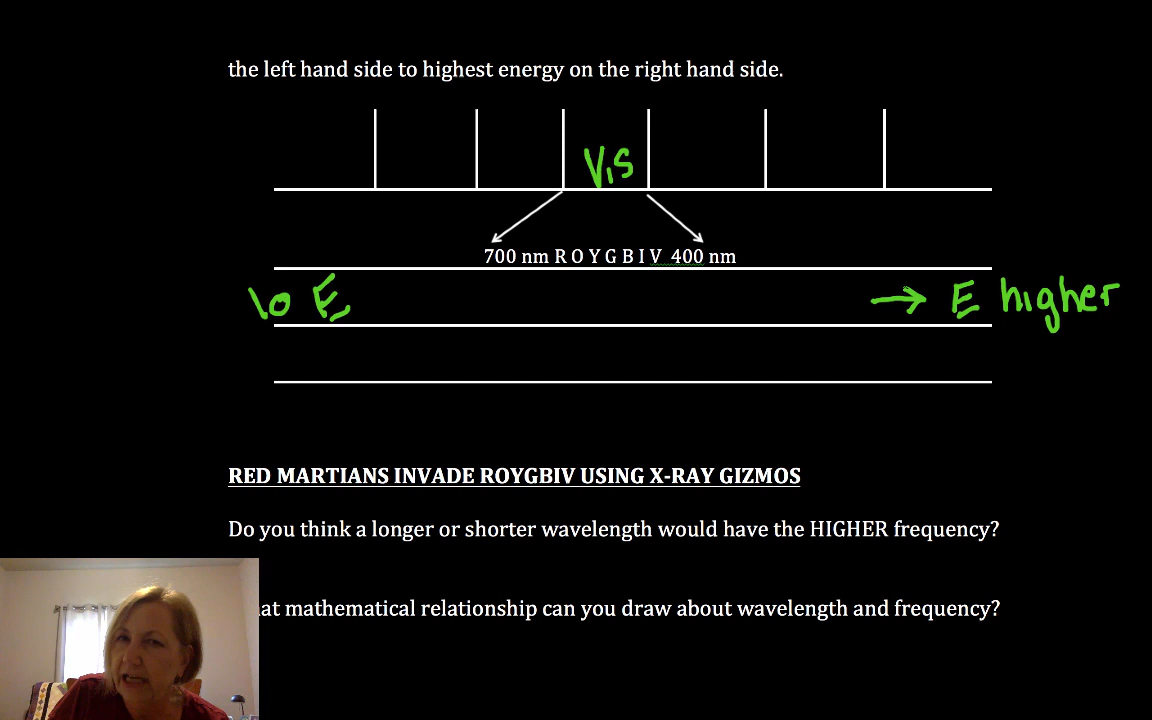 the left hand side to highest energy on the right hand side.
VIS
700 nm R O Y G B I V 400 nm
lo E → E higher
RED MARTIANS INVADE ROYGBIV USING X-RAY GIZMOS
Do you think a longer or shorter wavelength would have the HIGHER frequency?
at mathematical relationship can you draw about wavelength and frequency?